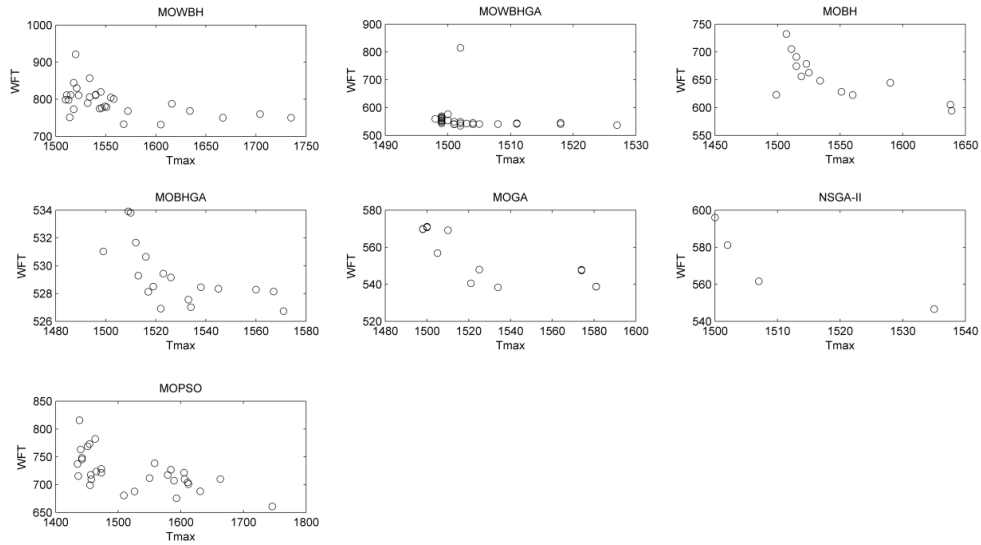 MOWBH
1000
900
800
700
WFT
1500 1550 1600 1650 1700 1750
Tmax
MOWBHGA
900
800
700
600
500
WFT
1490 1500 1510 1520 1530
Tmax
MOBH
750
700
650
600
550
WFT
1450 1500 1550 1600 1650
Tmax
MOBHGA
534
532
530
528
526
WFT
1480 1500 1520 1540 1560 1580
Tmax
MOGA
580
560
540
520
WFT
1480 1500 1520 1540 1560 1580 1600
Tmax
NSGA-II
600
580
560
540
WFT
1500 1510 1520 1530 1540
Tmax
MOPSO
850
800
750
700
650
WFT
1400 1500 1600 1700 1800
Tmax